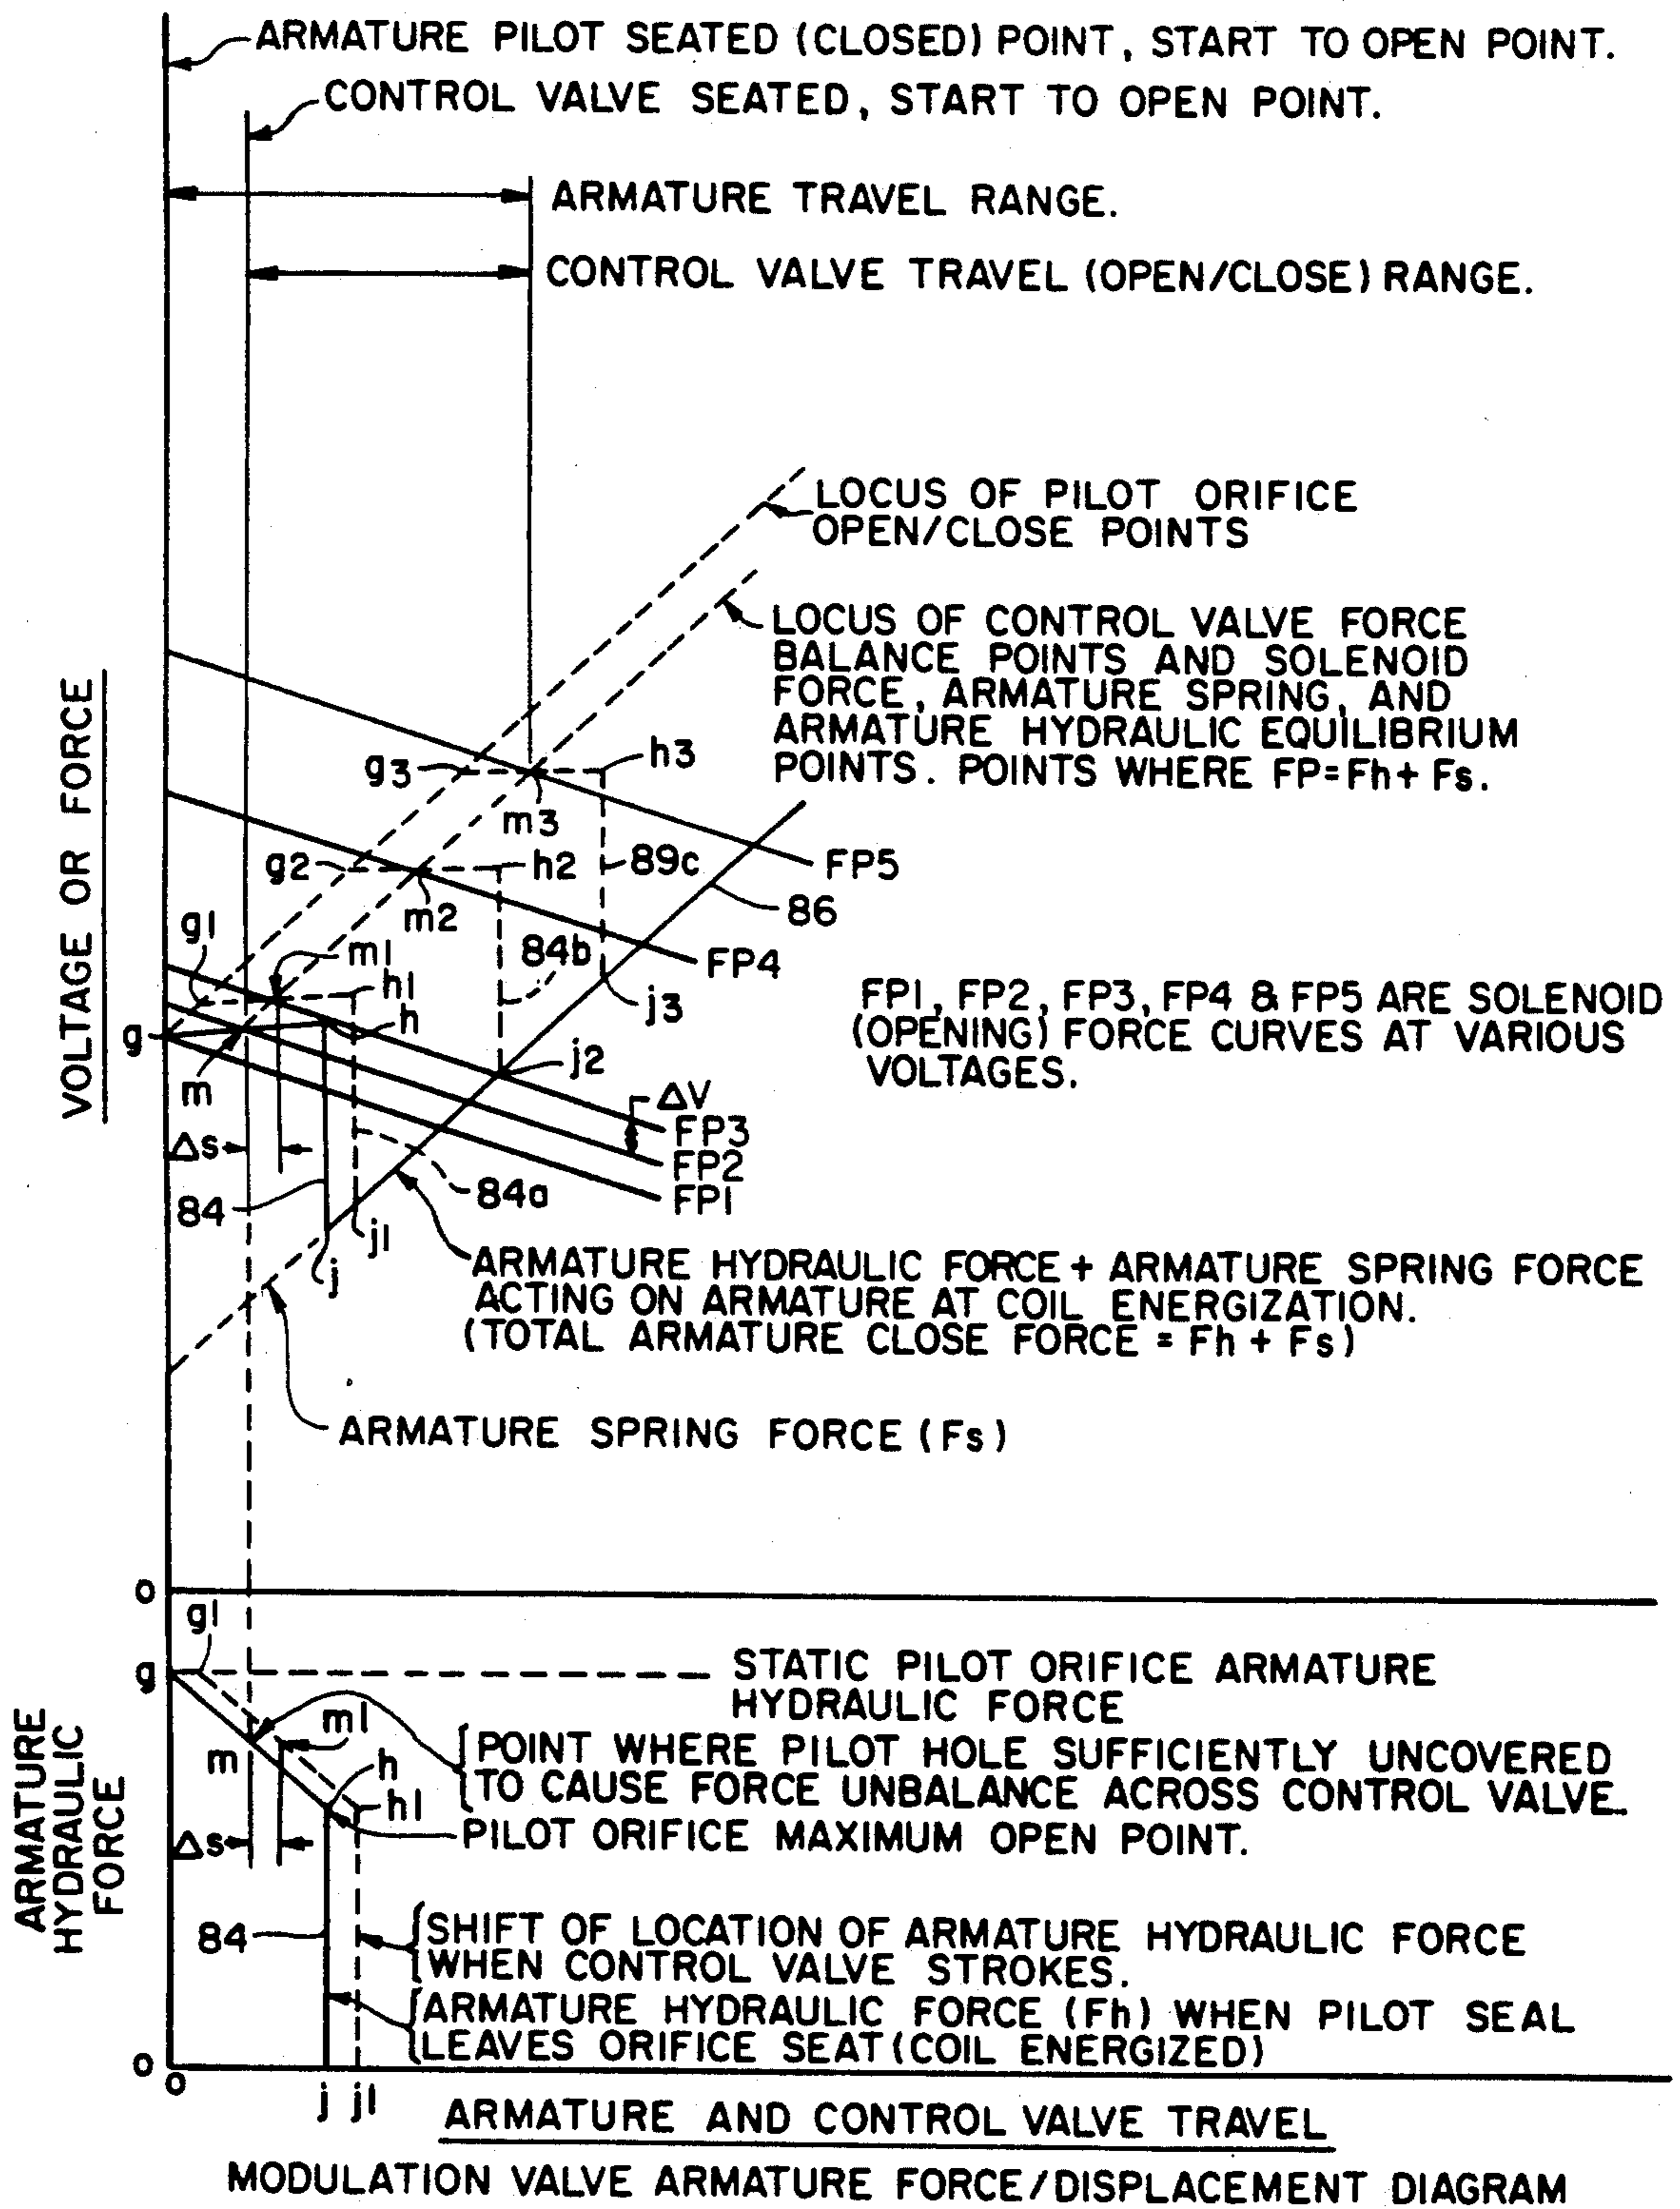 ARMATURE PILOT SEATED (CLOSED) POINT, START TO OPEN POINT.
CONTROL VALVE SEATED, START TO OPEN POINT.
ARMATURE TRAVEL RANGE.
CONTROL VALVE TRAVEL (OPEN/CLOSE) RANGE.
LOCUS OF PILOT ORIFICE
OPEN/CLOSE POINTS
LOCUS OF CONTROL VALVE FORCE
BALANCE POINTS AND SOLENOID
FORCE, ARMATURE SPRING, AND
ARMATURE HYDRAULIC EQUILIBRIUM
POINTS. POINTS WHERE FP=Fh+ Fs.
VOLTAGE OR FORCE
g3
h3
m3
g2
h2
89c
FP5
m2
86
g1
84b
FP4
m1
h1
j3
h
g
FP1, FP2, FP3, FP4 & FP5 ARE SOLENOID
(OPENING) FORCE CURVES AT VARIOUS
VOLTAGES.
m
j2
ΔV
FP3
Δs
FP2
84a
FP1
84
j1
j
ARMATURE HYDRAULIC FORCE + ARMATURE SPRING FORCE
ACTING ON ARMATURE AT COIL ENERGIZATION.
(TOTAL ARMATURE CLOSE FORCE = Fh + Fs)
ARMATURE SPRING FORCE (Fs)
0
g1
g
STATIC PILOT ORIFICE ARMATURE
HYDRAULIC FORCE
ARMATURE
HYDRAULIC
FORCE
m1
m
POINT WHERE PILOT HOLE SUFFICIENTLY UNCOVERED
TO CAUSE FORCE UNBALANCE ACROSS CONTROL VALVE.
h
h1
PILOT ORIFICE MAXIMUM OPEN POINT.
Δs
84
SHIFT OF LOCATION OF ARMATURE HYDRAULIC FORCE
WHEN CONTROL VALVE STROKES.
ARMATURE HYDRAULIC FORCE (Fh) WHEN PILOT SEAL
LEAVES ORIFICE SEAT (COIL ENERGIZED)
0
0
j j1
ARMATURE AND CONTROL VALVE TRAVEL
MODULATION VALVE ARMATURE FORCE/DISPLACEMENT DIAGRAM